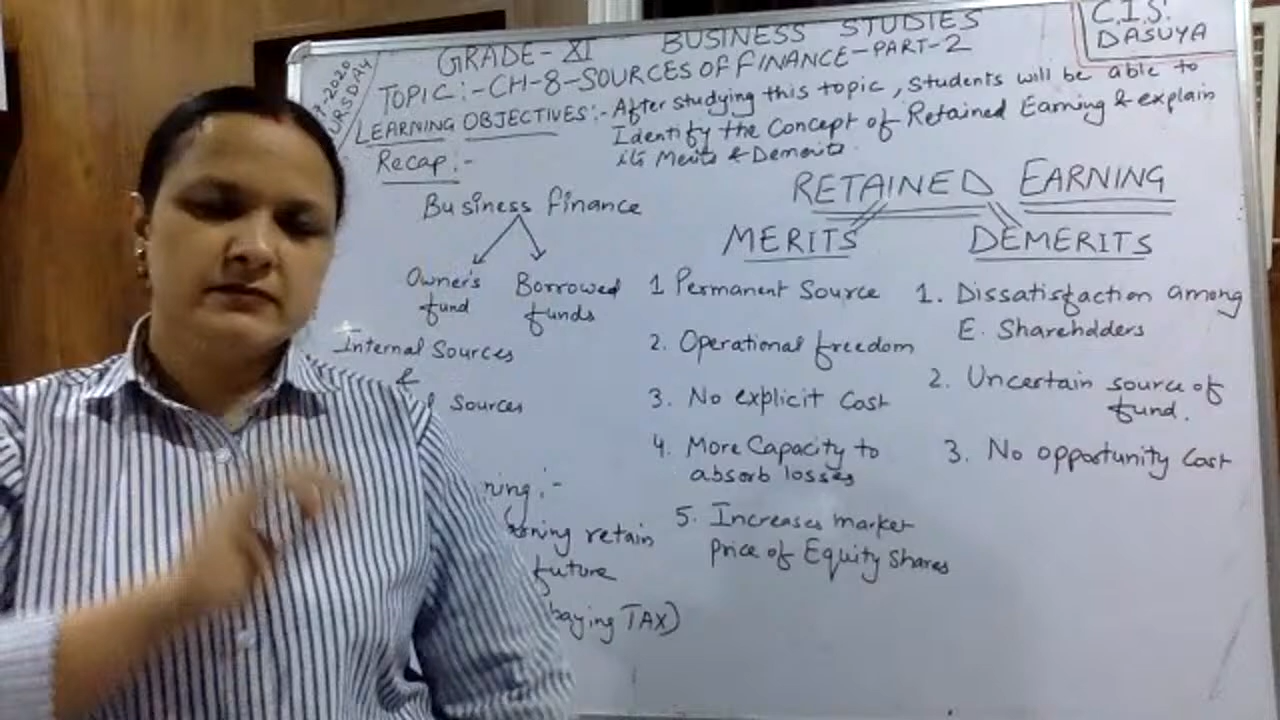 GRADE-XI BUSINESS STUDIES
C.I.S.
DASUYA
TOPIC:-CH-8-SOURCES OF FINANCE-PART-2
LEARNING OBJECTIVES:- After studying this topic, Students will be able to
Identify the Concept of Retained Earning & explain
its Merits & Demerits.
Recap:-
Business finance
Owner's
fund
Borrowed
funds
Internal Sources
&
Sources
retain
future
TAX)
RETAINED EARNING
MERITS
1 Permanent Source
2. Operational freedom
3. No explicit Cost
4. More Capacity to
absorb losses
5. Increases market
price of Equity Shares
DEMERITS
1. Dissatisfaction among
E. Shareholders
2. Uncertain source of
fund.
3. No opportunity Cost